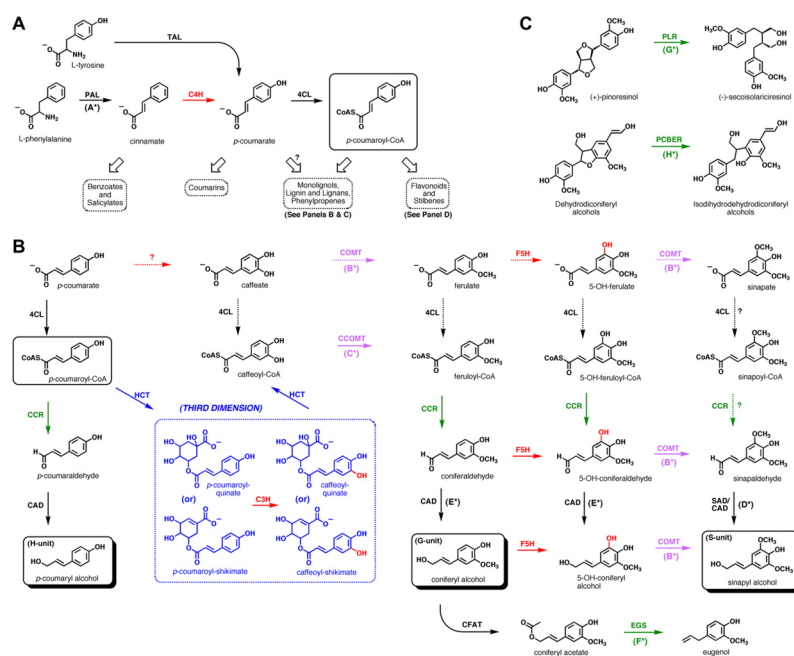 A
L-tyrosine
TAL
L-phenylalanine
PAL
(A*)
cinnamate
C4H
p-coumarate
4CL
p-coumaroyl-CoA
Benzoates
and
Salicylates
Coumarins
?
Monolignols,
Lignin and Lignans,
Phenylpropenes
(See Panels B & C)
Flavonoids
and
Stilbenes
(See Panel D)
C
(+)-pinoresinol
PLR
(G*)
(-)-secoisolariciresinol
Dehydrodiconiferyl
alcohols
PCBER
(H*)
Isodihydrodehydrodiconiferyl
alcohols
B
p-coumarate
?
caffeate
COMT
(B*)
ferulate
F5H
5-OH-ferulate
COMT
(B*)
sinapate
4CL
4CL
4CL
4CL
4CL
?
p-coumaroyl-CoA
caffeoyl-CoA
CCOMT
(C*)
feruloyl-CoA
5-OH-feruloyl-CoA
sinapoyl-CoA
HCT
HCT
(THIRD DIMENSION)
CCR
CCR
CCR
CCR
?
p-coumaraldehyde
p-coumaroyl-
quinate
caffeoyl-
quinate
(or)
C3H
(or)
p-coumaroyl-shikimate
caffeoyl-shikimate
coniferaldehyde
F5H
5-OH-coniferaldehyde
COMT
(B*)
sinapaldehyde
CAD
CAD
(E*)
CAD
(E*)
SAD/
CAD
(D*)
(H-unit)
p-coumaryl alcohol
(G-unit)
coniferyl alcohol
F5H
5-OH-coniferyl
alcohol
COMT
(B*)
(S-unit)
sinapyl alcohol
CFAT
coniferyl acetate
EGS
(F*)
eugenol